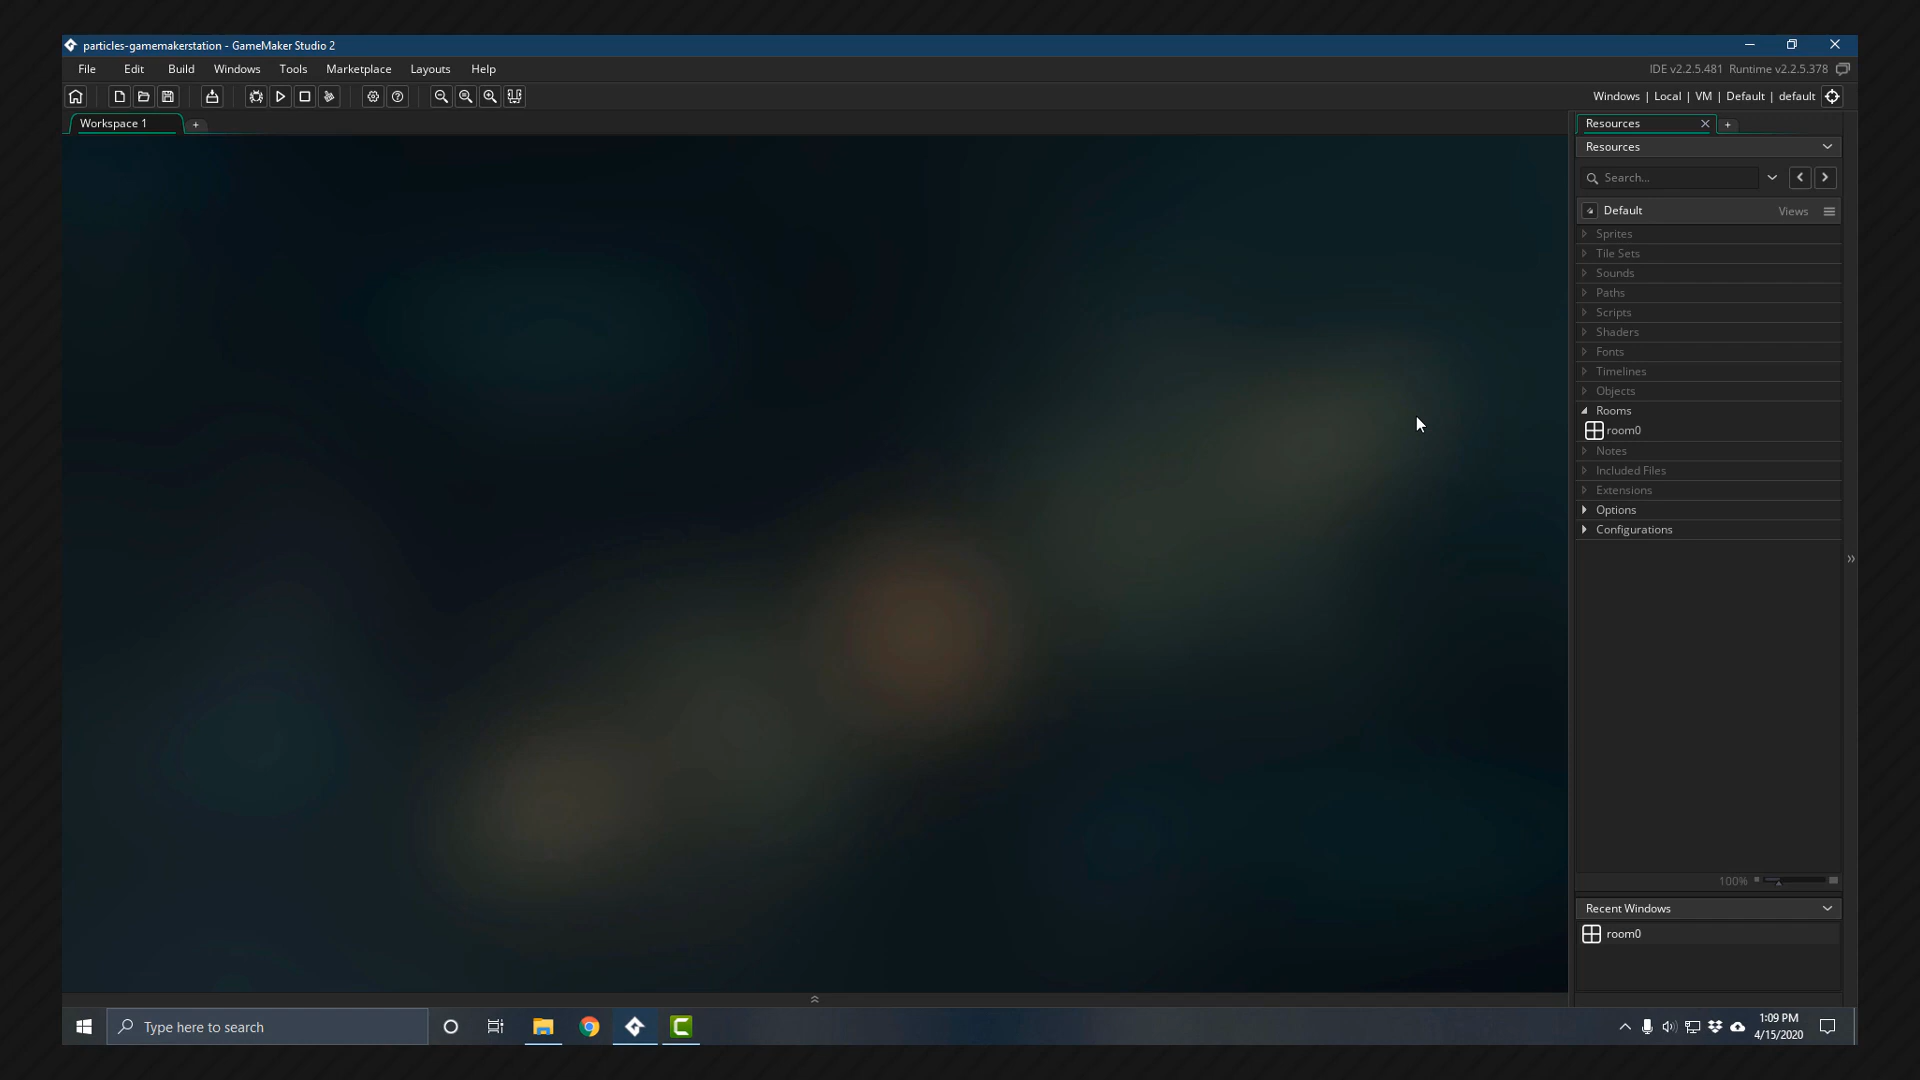 particles-gamemakerstation - GameMaker Studio 2
File Edit Build Windows Tools Marketplace Layouts Help
IDE v2.2.5.481 Runtime v2.2.5.378
Windows | Local | VM | Default | default
Workspace 1 +
Resources
Resources
Search...
Default Views
Sprites
Tile Sets
Sounds
Paths
Scripts
Shaders
Fonts
Timelines
Objects
Rooms
room0
Notes
Included Files
Extensions
Options
Configurations
100%
Recent Windows
room0
Type here to search
1:09 PM
4/15/2020